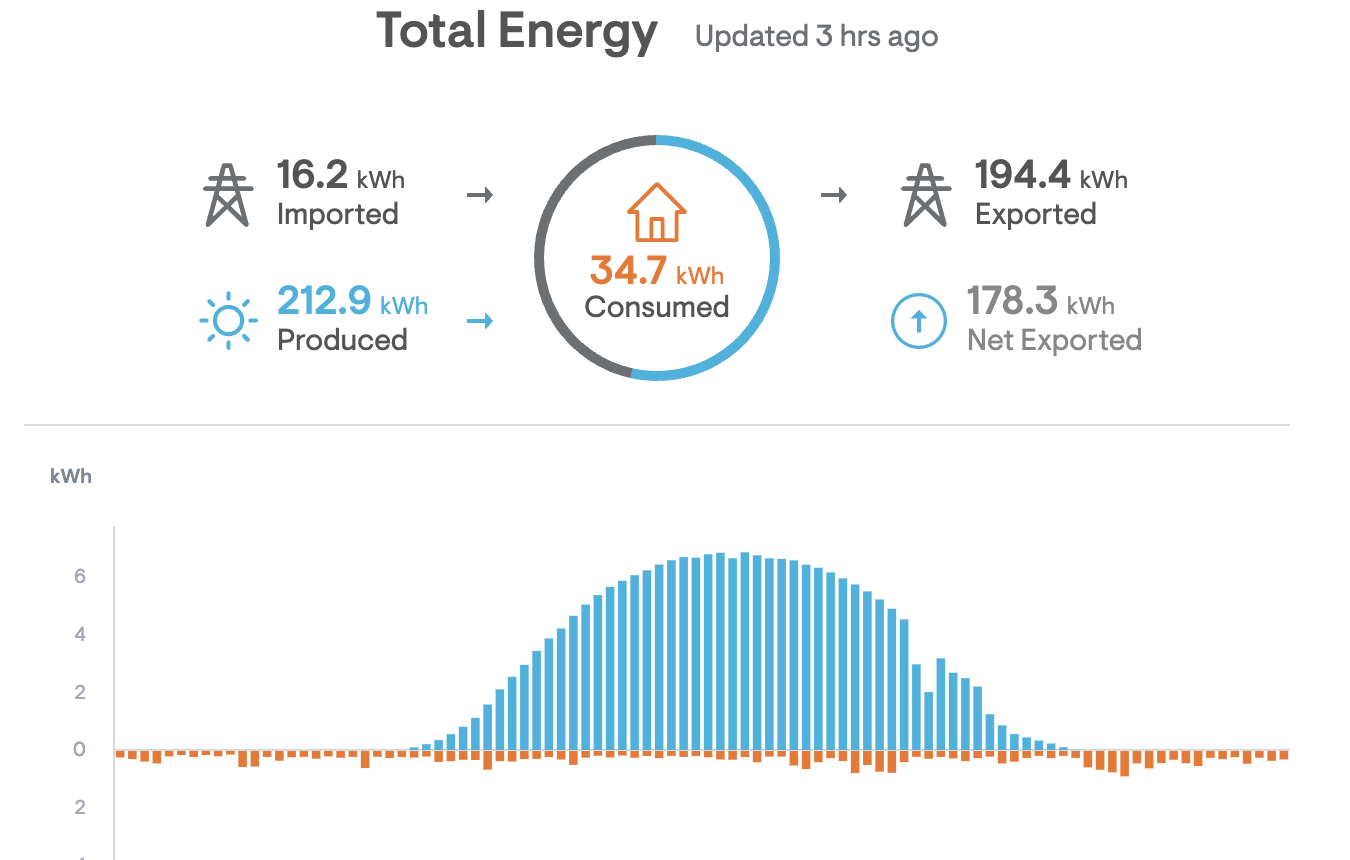 Total Energy Updated 3 hrs ago
16.2 kWh
Imported
194.4 kWh
Exported
34.7 kWh
Consumed
212.9 kWh
Produced
178.3 kWh
Net Exported
kWh
6
4
2
0
2